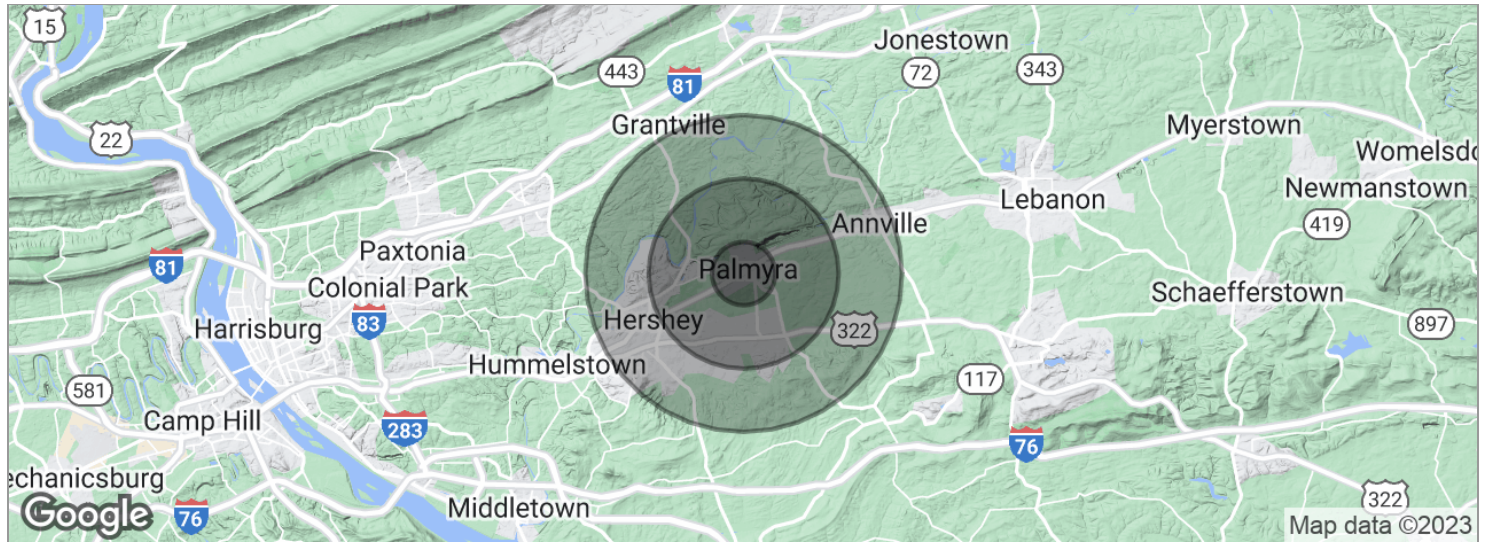 15
Jonestown
443
72
343
81
Grantville
Myerstown
22
Womelsdo
Newmanstown
Lebanon
Annville
419
Paxtonia
81
Palmyra
Colonial Park
Schaefferstown
83
Hershey
Harrisburg
322
897
Hummelstown
117
581
Camp Hill
283
76
echanicsburg
Middletown
322
Google
76
Map data ©2023